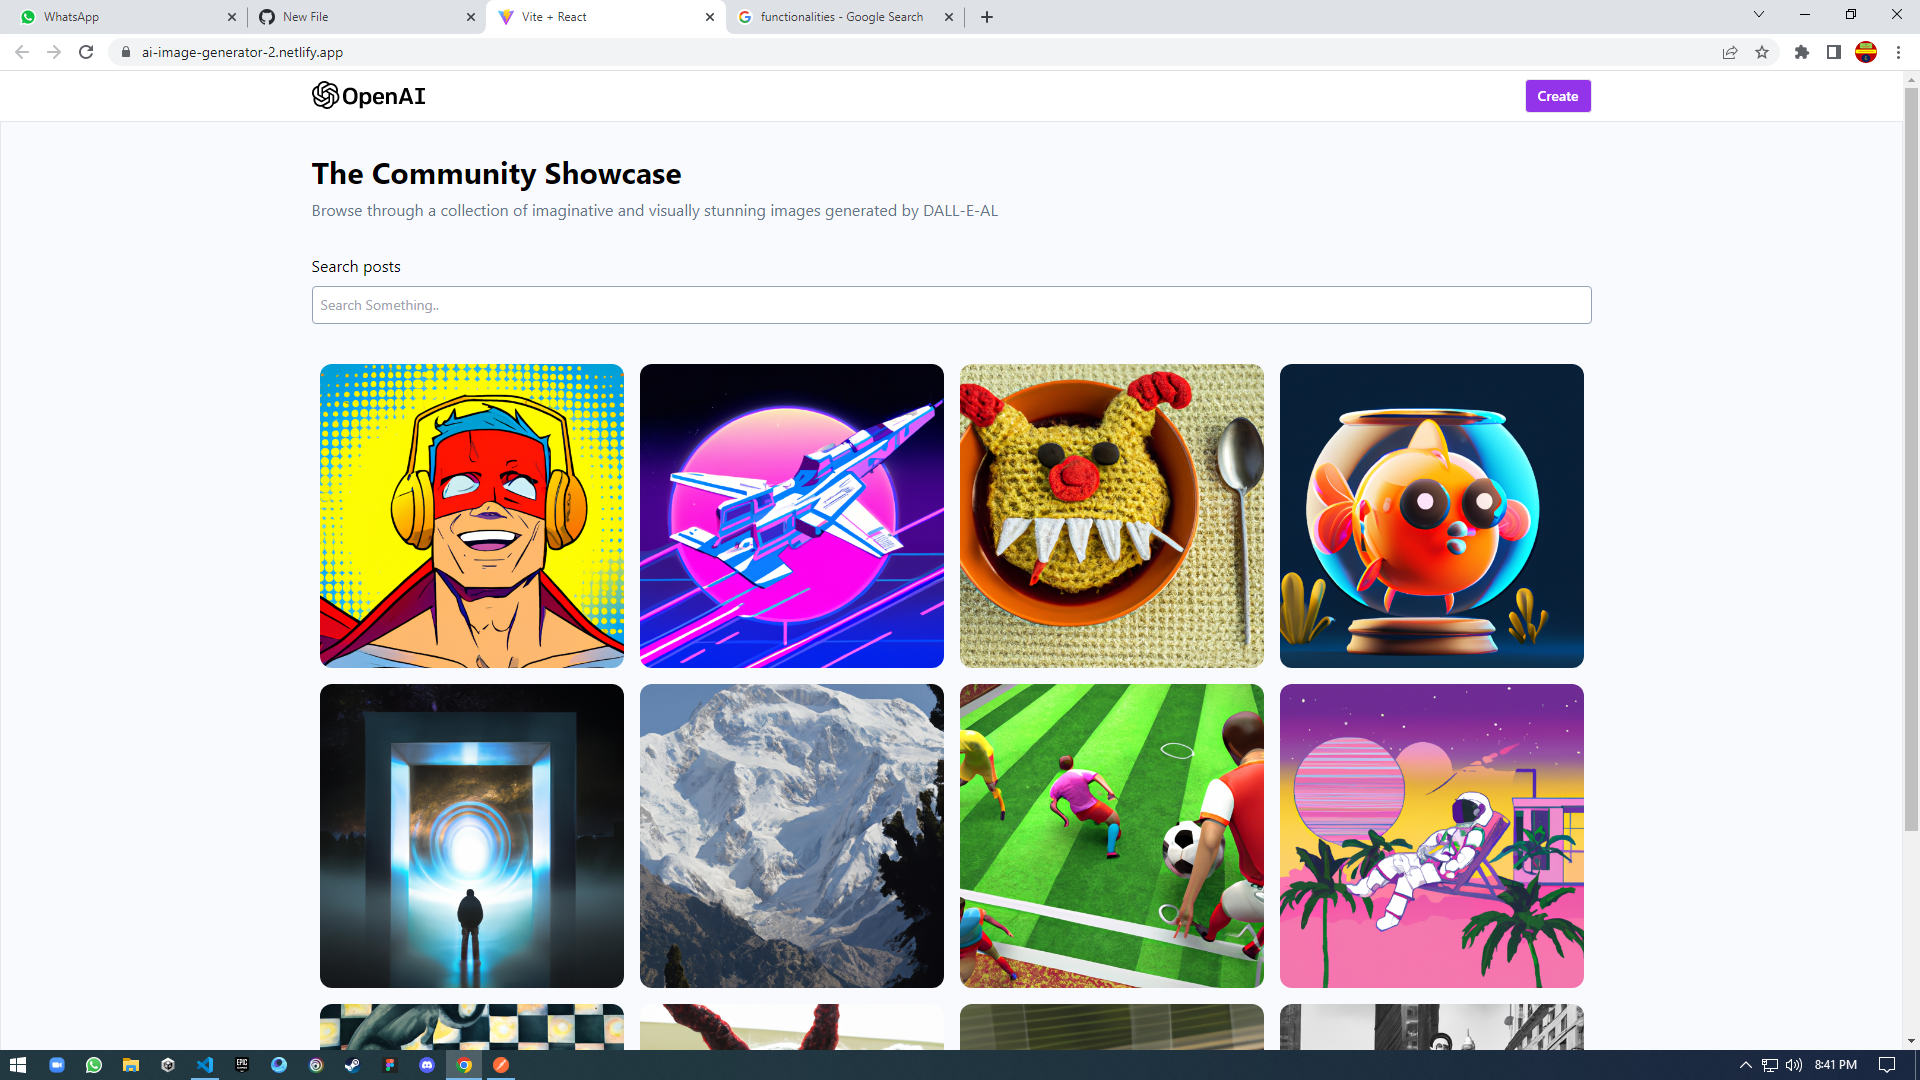 WhatsApp
New File
Vite + React
functionalities - Google Search
ai-image-generator-2.netlify.app
OpenAI
Create
The Community Showcase
Browse through a collection of imaginative and visually stunning images generated by DALL-E-AL
Search posts
Search Something..
EPIC
8:41 PM